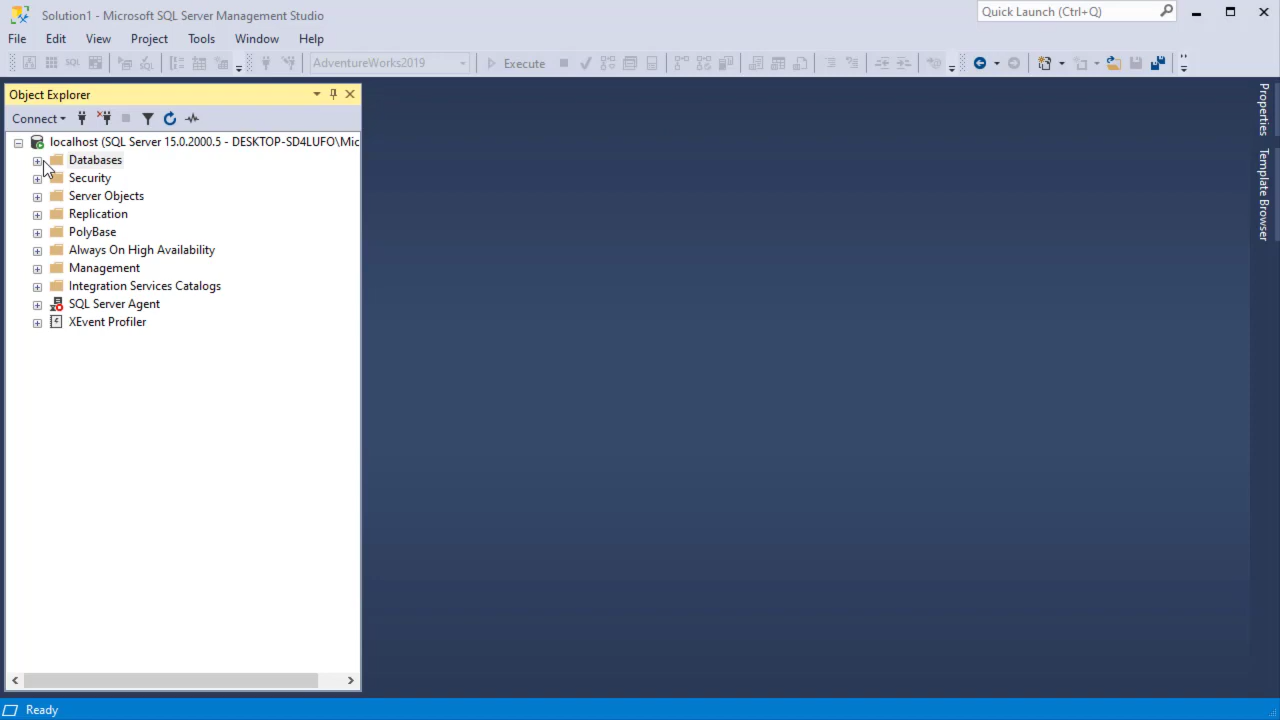 Solution1 - Microsoft SQL Server Management Studio
Quick Launch (Ctrl+Q)
File Edit View Project Tools Window Help
AdventureWorks2019 Execute
Object Explorer
Connect
localhost (SQL Server 15.0.2000.5 - DESKTOP-SD4LUFO\Mic
Databases
Security
Server Objects
Replication
PolyBase
Always On High Availability
Management
Integration Services Catalogs
SQL Server Agent
XEvent Profiler
Properties
Template Browser
Ready